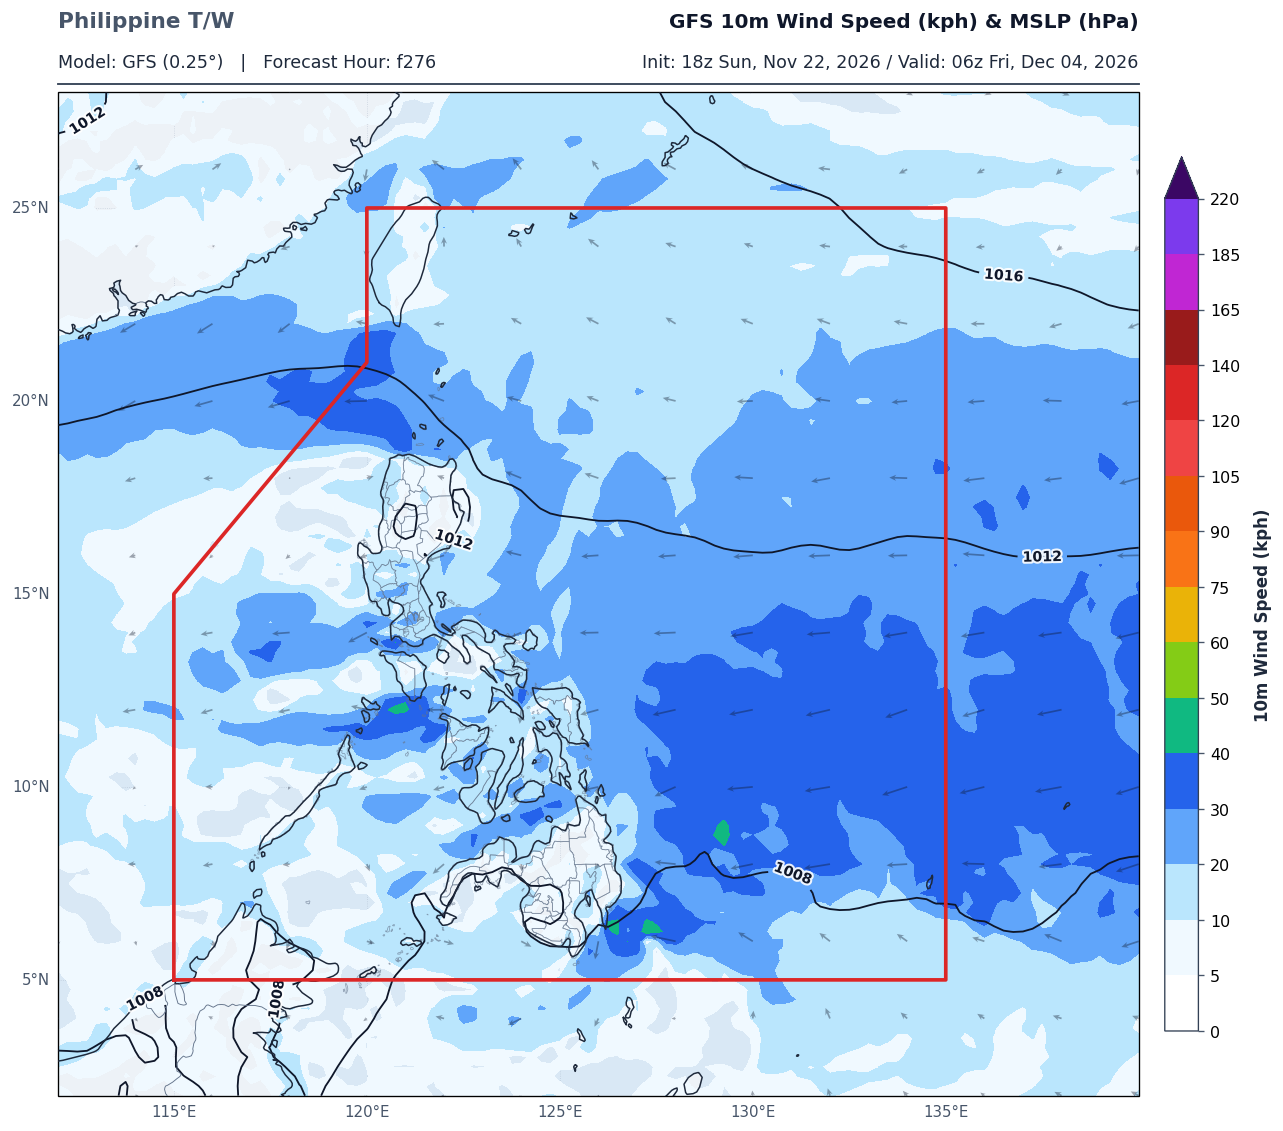 Philippine T/W
GFS 10m Wind Speed (kph) & MSLP (hPa)
Model: GFS (0.25°)   |   Forecast Hour: f276
Init: 18z Sun, Nov 22, 2026 / Valid: 06z Fri, Dec 04, 2026
1012
1016
1012
1012
1008
1008
1008
25°N
20°N
15°N
10°N
5°N
115°E
120°E
125°E
130°E
135°E
220
185
165
140
120
105
90
75
60
50
40
30
20
10
5
0
10m Wind Speed (kph)